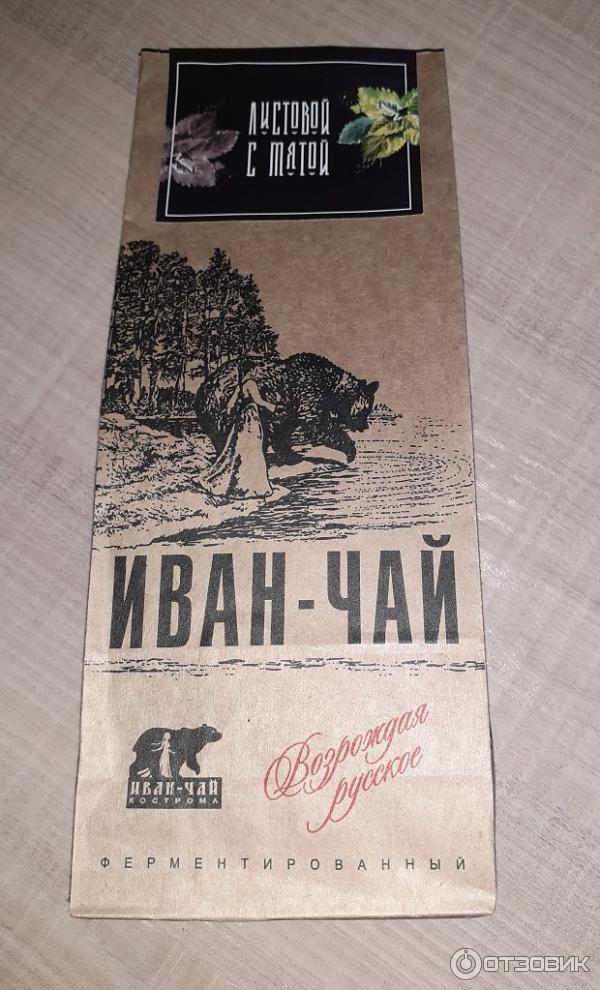 ЛИСТОВОЙ
С МЯТОЙ
ИВАН-ЧАЙ
ИВАН-ЧАЙ
КОСТРОМА
Возрождая
русское
ФЕРМЕНТИРОВАННЫЙ
ОТЗОВИК